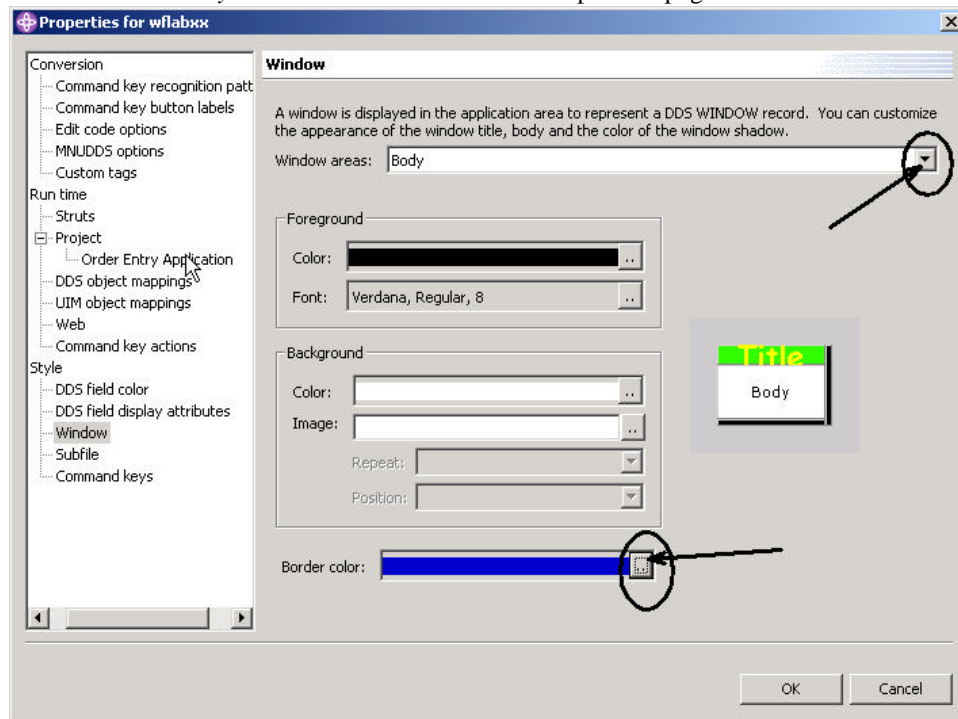 Properties for wflabxx
Conversion
Command key recognition patt
Command key button labels
Edit code options
MNUDDS options
Custom tags
Run time
Struts
Project
Order Entry Application
DDS object mappings
UIM object mappings
Web
Command key actions
Style
DDS field color
DDS field display attributes
Window
Subfile
Command keys
Window
A window is displayed in the application area to represent a DDS WINDOW record. You can customize
the appearance of the window title, body and the color of the window shadow.
Window areas: Body
Foreground
Color: ..
Font: Verdana, Regular, 8 ..
Background
Color: ..
Image: ..
Repeat:
Position:
Border color: ..
Title
Body
OK Cancel